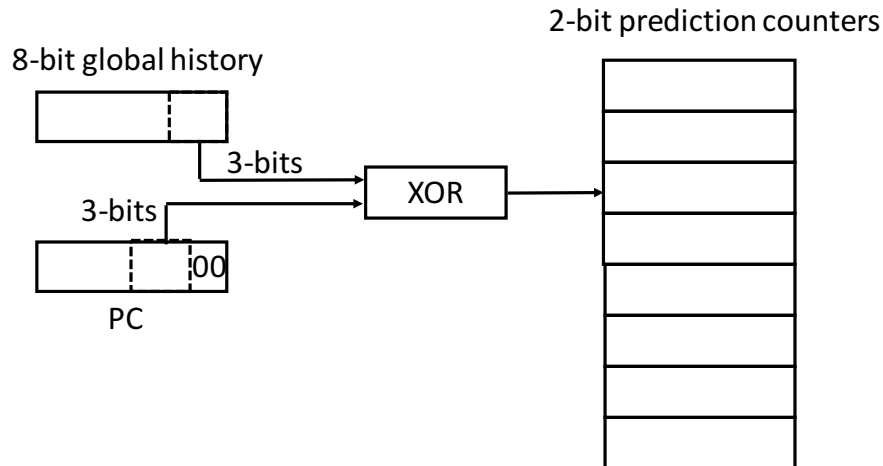 2-bit prediction counters
8-bit global history
3-bits
XOR
3-bits
00
PC